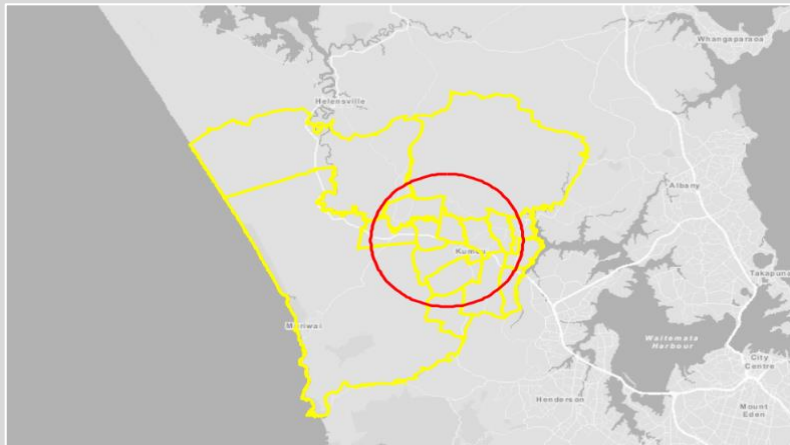 Whangaparaoa
Helensville
Albany
Kumeu
Takapuna
Muriwai
Waitemata
Harbour
City
Centre
Henderson
Mount
Eden